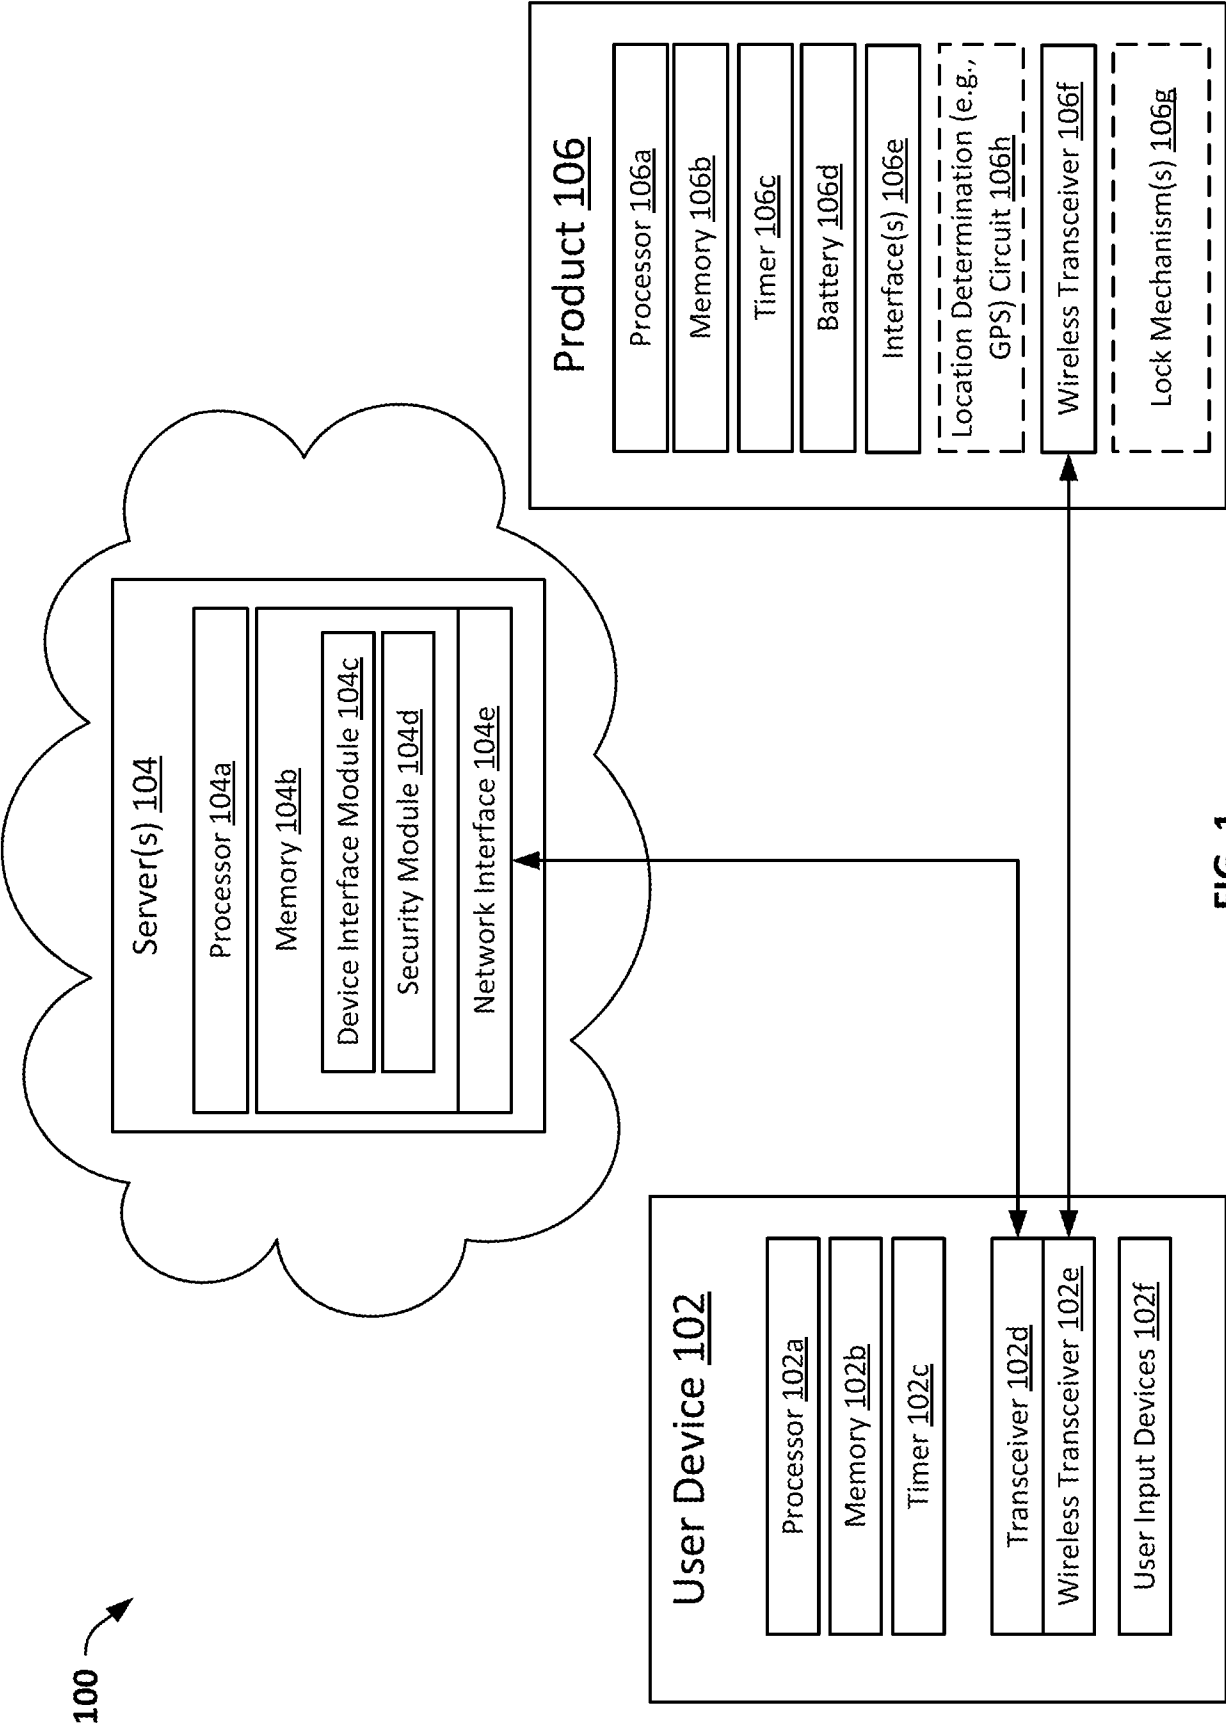 100
Server(s) 104
Processor 104a
Memory 104b
Device Interface Module 104c
Security Module 104d
Network Interface 104e
User Device 102
Processor 102a
Memory 102b
Timer 102c
Transceiver 102d
Wireless Transceiver 102e
User Input Devices 102f
Product 106
Processor 106a
Memory 106b
Timer 106c
Battery 106d
Interface(s) 106e
Location Determination (e.g.,
GPS) Circuit 106h
Wireless Transceiver 106f
Lock Mechanism(s) 106g
FIG. 1